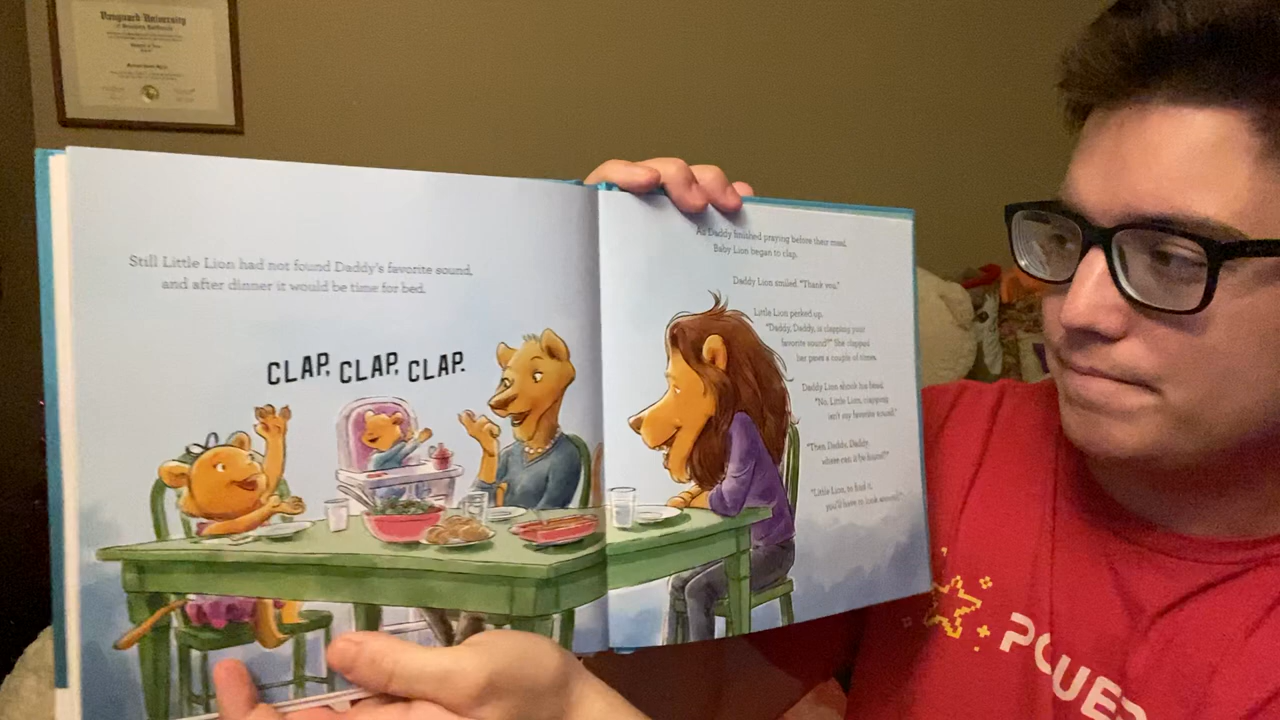 Vanguard University
Still Little Lion had not found Daddy's favorite sound,
and after dinner it would be time for bed.
CLAP, CLAP, CLAP.
As Daddy finished praying before their meal,
Baby Lion began to clap.
Daddy Lion smiled. "Thank you."
Little Lion perked up.
"Daddy, Daddy, is clapping your
favorite sound?" She clapped
her paws a couple of times.
Daddy Lion shook his head.
"No, Little Lion, clapping
isn't my favorite sound."
"Then Daddy, Daddy,
where can it be found?"
"Little Lion, to find it,
you'll have to look around."
POWER